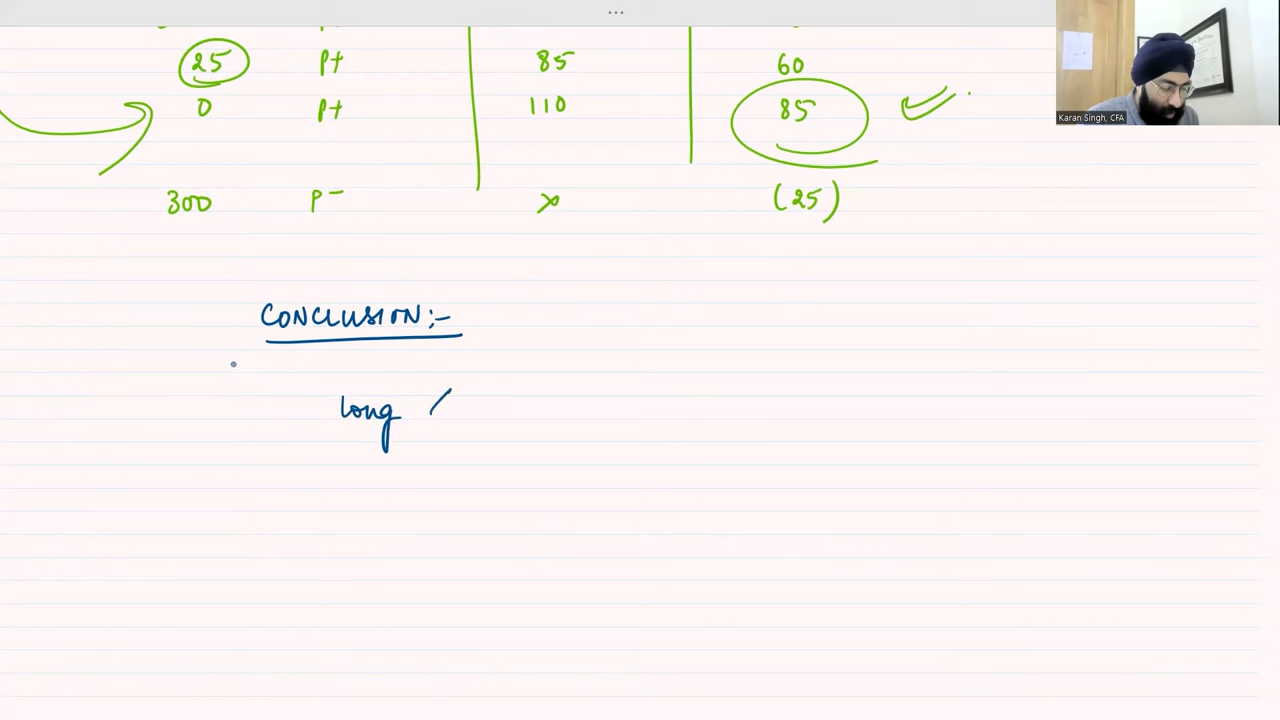 25 P+ 85 60
0 P+ 110 85
Karan Singh, CFA
300 P- x (25)
CONCLUSION:-
long (